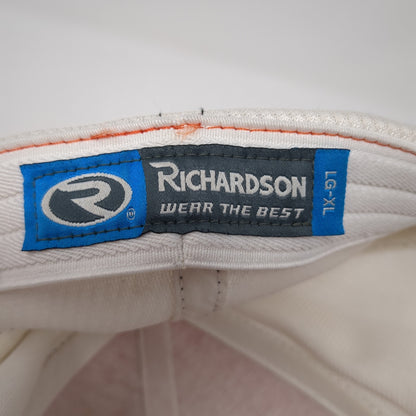 R®
RICHARDSON
WEAR THE BEST
LG-XL